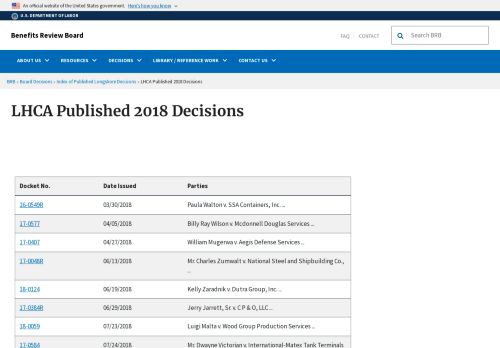 An official website of the United States government. Here's how you know
U.S. DEPARTMENT OF LABOR
Benefits Review Board
FAQ CONTACT
Search BRB
ABOUT US RESOURCES DECISIONS LIBRARY / REFERENCE WORK CONTACT US
BRB » Board Decisions » Index of Published Longshore Decisions » LHCA Published 2018 Decisions
LHCA Published 2018 Decisions
Docket No. Date Issued Parties
16-0549R 03/30/2018 Paula Walton v. SSA Containers, Inc. ...
17-0577 04/05/2018 Billy Ray Wilson v. Mcdonnell Douglas Services ...
17-0407 04/27/2018 William Mugerwa v. Aegis Defense Services ...
17-0048R 06/13/2018 Mr. Charles Zumwalt v. National Steel and Shipbuilding Co.,
...
18-0124 06/19/2018 Kelly Zaradnik v. Dutra Group, Inc. ...
17-0384R 06/29/2018 Jerry Jarrett, Sr. v. C P & O, LLC ...
18-0059 07/23/2018 Luigi Malta v. Wood Group Production Services ...
17-0584 07/24/2018 Mr. Dwayne Victorian v. International-Matex Tank Terminals